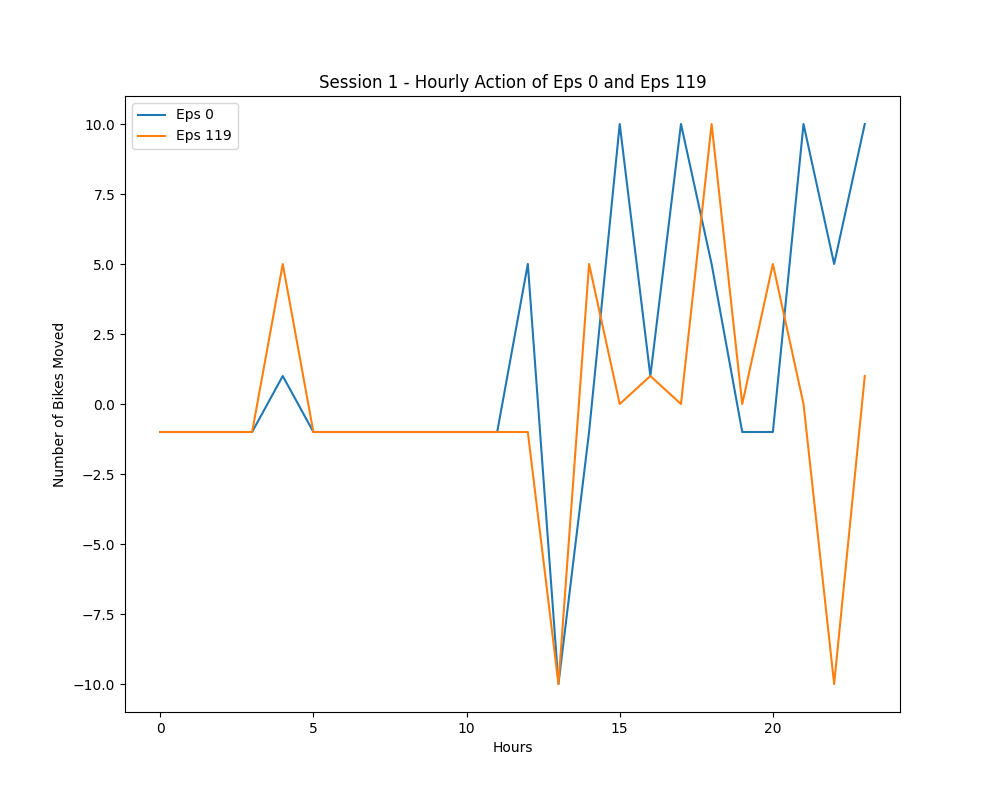 Session 1 - Hourly Action of Eps 0 and Eps 119
Eps 0
Eps 119
10.0
7.5
5.0
2.5
0.0
−2.5
−5.0
−7.5
−10.0
Number of Bikes Moved
0 5 10 15 20
Hours